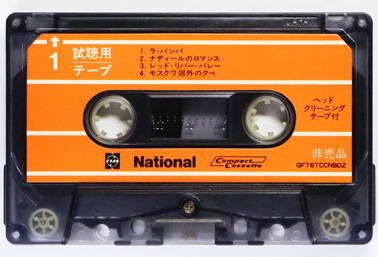 JAPAN
1
試聴用
テープ
1. ラ・バンバ
2. ナディールのロマンス
3. レッド・リバー・バレー
4. モスクワ郊外の夕べ
ヘッド
クリーニング
テープ付
National
Compact
Cassette
非売品
QFT6TCCNBDZ